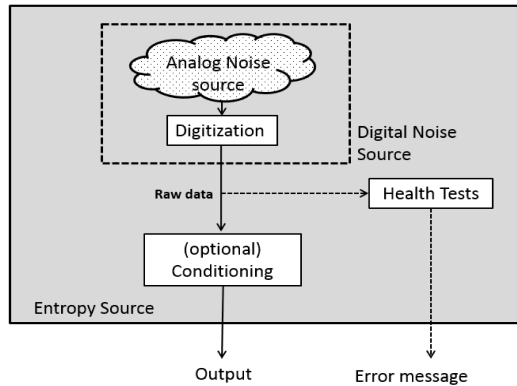 Analog Noise
source
Digitization
Digital Noise
Source
Raw data
Health Tests
(optional)
Conditioning
Entropy Source
Output
Error message